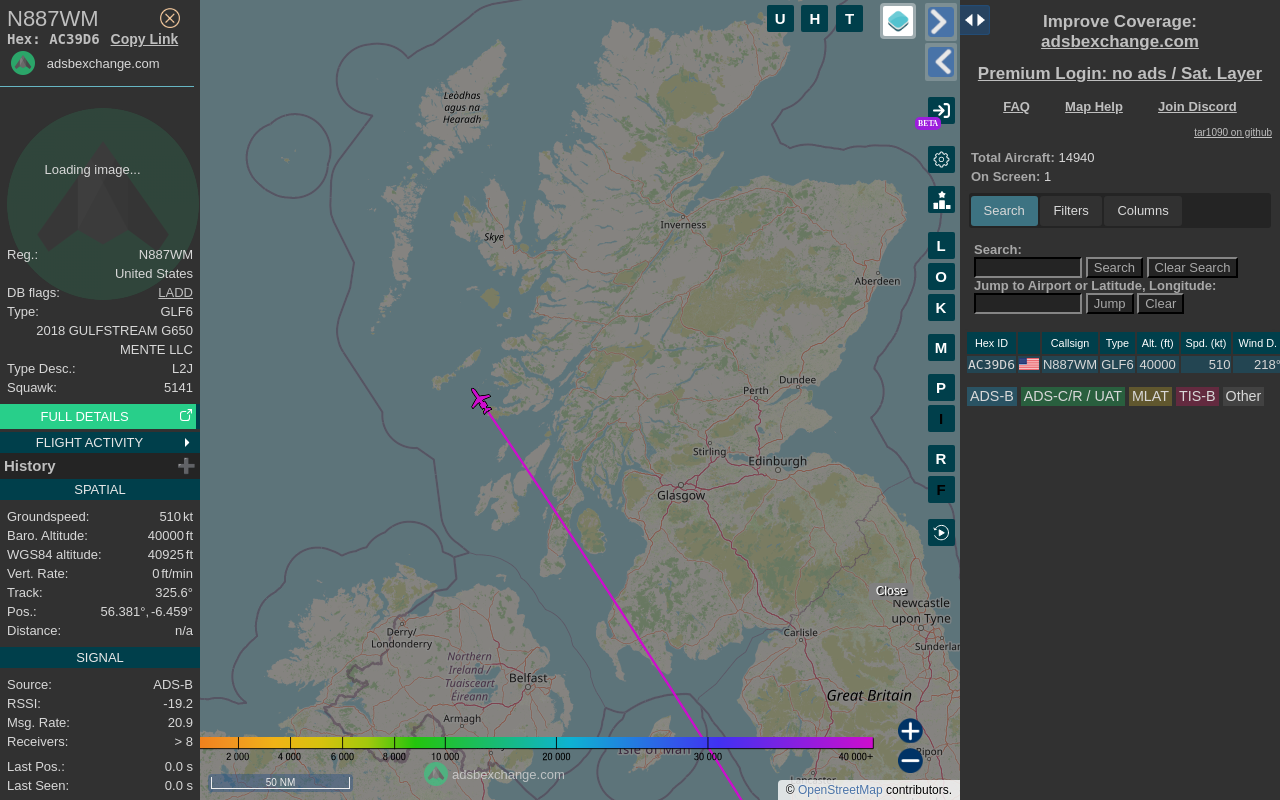 N887WM
Hex: AC39D6 Copy Link
adsbexchange.com
Loading image...
Reg.: N887WM
United States
DB flags: LADD
Type: GLF6
2018 GULFSTREAM G650
MENTE LLC
Type Desc.: L2J
Squawk: 5141
FULL DETAILS
FLIGHT ACTIVITY
History
SPATIAL
Groundspeed: 510 kt
Baro. Altitude: 40000 ft
WGS84 altitude: 40925 ft
Vert. Rate: 0 ft/min
Track: 325.6°
Pos.: 56.381°, -6.459°
Distance: n/a
SIGNAL
Source: ADS-B
RSSI: -19.2
Msg. Rate: 20.9
Receivers: > 8
Last Pos.: 0.0 s
Last Seen: 0.0 s
U H T
BETA
L
O
K
M
P
I
R
F
Leòdhas
agus na
Hearadh
Skye
Inverness
Aberdeen
Dundee
Perth
Stirling
Edinburgh
Glasgow
Close
Newcastle
upon Tyne
Carlisle
Sunderlan
Derry/
Londonderry
Northern
Ireland /
Tuaisceart
Éireann
Belfast
Armagh
Great Britain
Isle of Man
Ripon
Lancaster
2 000 4 000 6 000 8 000 10 000 20 000 30 000 40 000+
adsbexchange.com
50 NM
© OpenStreetMap contributors.
Improve Coverage:
adsbexchange.com
Premium Login: no ads / Sat. Layer
FAQ Map Help Join Discord
tar1090 on github
Total Aircraft: 14940
On Screen: 1
Search Filters Columns
Search:
Search Clear Search
Jump to Airport or Latitude, Longitude:
Jump Clear
Hex ID Callsign Type Alt. (ft) Spd. (kt) Wind D.
AC39D6 N887WM GLF6 40000 510 218°
ADS-B ADS-C/R / UAT MLAT TIS-B Other